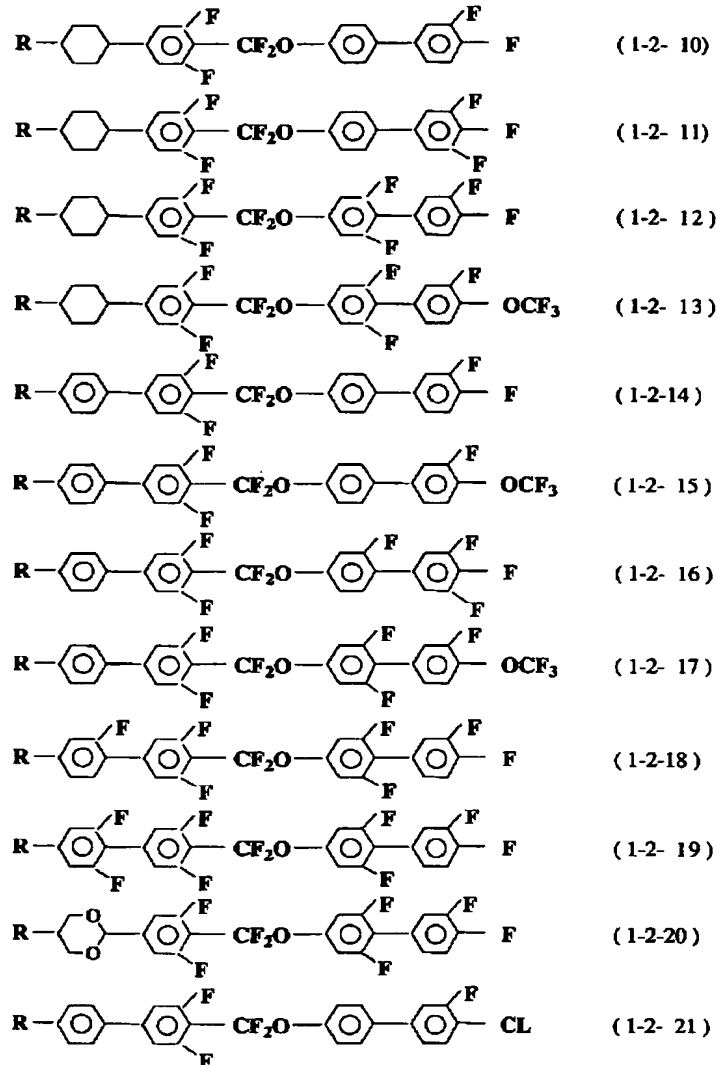 F F
R CF₂O F (1-2- 10)
F
F F
R CF₂O F (1-2- 11)
F F
F F F
R CF₂O F (1-2- 12)
F F
F F F
R CF₂O OCF₃ (1-2- 13)
F F
F F
R CF₂O F (1-2-14)
F
F F
R CF₂O OCF₃ (1-2- 15)
F
F F F
R CF₂O F (1-2- 16)
F F
F F F
R CF₂O OCF₃ (1-2- 17)
F F
F F F F
R CF₂O F (1-2-18)
F F
F F F F
R CF₂O F (1-2- 19)
F F F
O F F F
R CF₂O F (1-2-20)
O F F
F F
R CF₂O CL (1-2- 21)
F